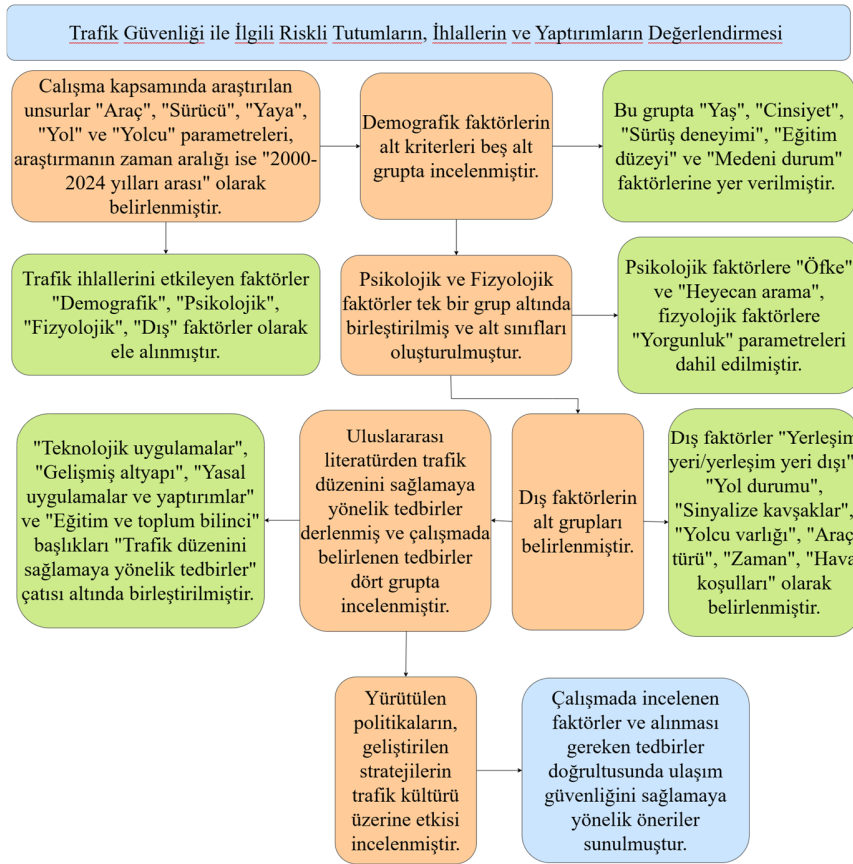 Trafik Güvenliği ile İlgili Riskli Tutumların, İhlallerin ve Yaptırımların Değerlendirmesi
Calışma kapsamında araştırılan
unsurlar "Araç", "Sürücü", "Yaya",
"Yol" ve "Yolcu" parametreleri,
araştırmanın zaman aralığı ise "2000-
2024 yılları arası" olarak
belirlenmiştir.
Demografik faktörlerin
alt kriterleri beş alt
grupta incelenmiştir.
Bu grupta "Yaş", "Cinsiyet",
"Sürüş deneyimi", "Eğitim
düzeyi" ve "Medeni durum"
faktörlerine yer verilmiştir.
Trafik ihlallerini etkileyen faktörler
"Demografik", "Psikolojik",
"Fizyolojik", "Dış" faktörler olarak
ele alınmıştır.
Psikolojik ve Fizyolojik
faktörler tek bir grup altında
birleştirilmiş ve alt sınıfları
oluşturulmuştur.
Psikolojik faktörlere "Öfke"
ve "Heyecan arama",
fizyolojik faktörlere
"Yorgunluk" parametreleri
dahil edilmiştir.
"Teknolojik uygulamalar",
"Gelişmiş altyapı", "Yasal
uygulamalar ve yaptırımlar"
ve "Eğitim ve toplum bilinci"
başlıkları "Trafik düzenini
sağlamaya yönelik tedbirler"
çatısı altında birleştirilmiştir.
Uluslararası
literatürden trafik
düzenini sağlamaya
yönelik tedbirler
derlenmiş ve çalışmada
belirlenen tedbirler
dört grupta
incelenmiştir.
Dış faktörlerin
alt grupları
belirlenmiştir.
Dış faktörler "Yerleşim
yeri/yerleşim yeri dışı",
"Yol durumu",
"Sinyalize kavşaklar",
"Yolcu varlığı", "Araç
türü", "Zaman", "Hava
koşulları" olarak
belirlenmiştir.
Yürütülen
politikaların,
geliştirilen
stratejilerin
trafik kültürü
üzerine etkisi
incelenmiştir.
Çalışmada incelenen
faktörler ve alınması
gereken tedbirler
doğrultusunda ulaşım
güvenliğini sağlamaya
yönelik öneriler
sunulmuştur.